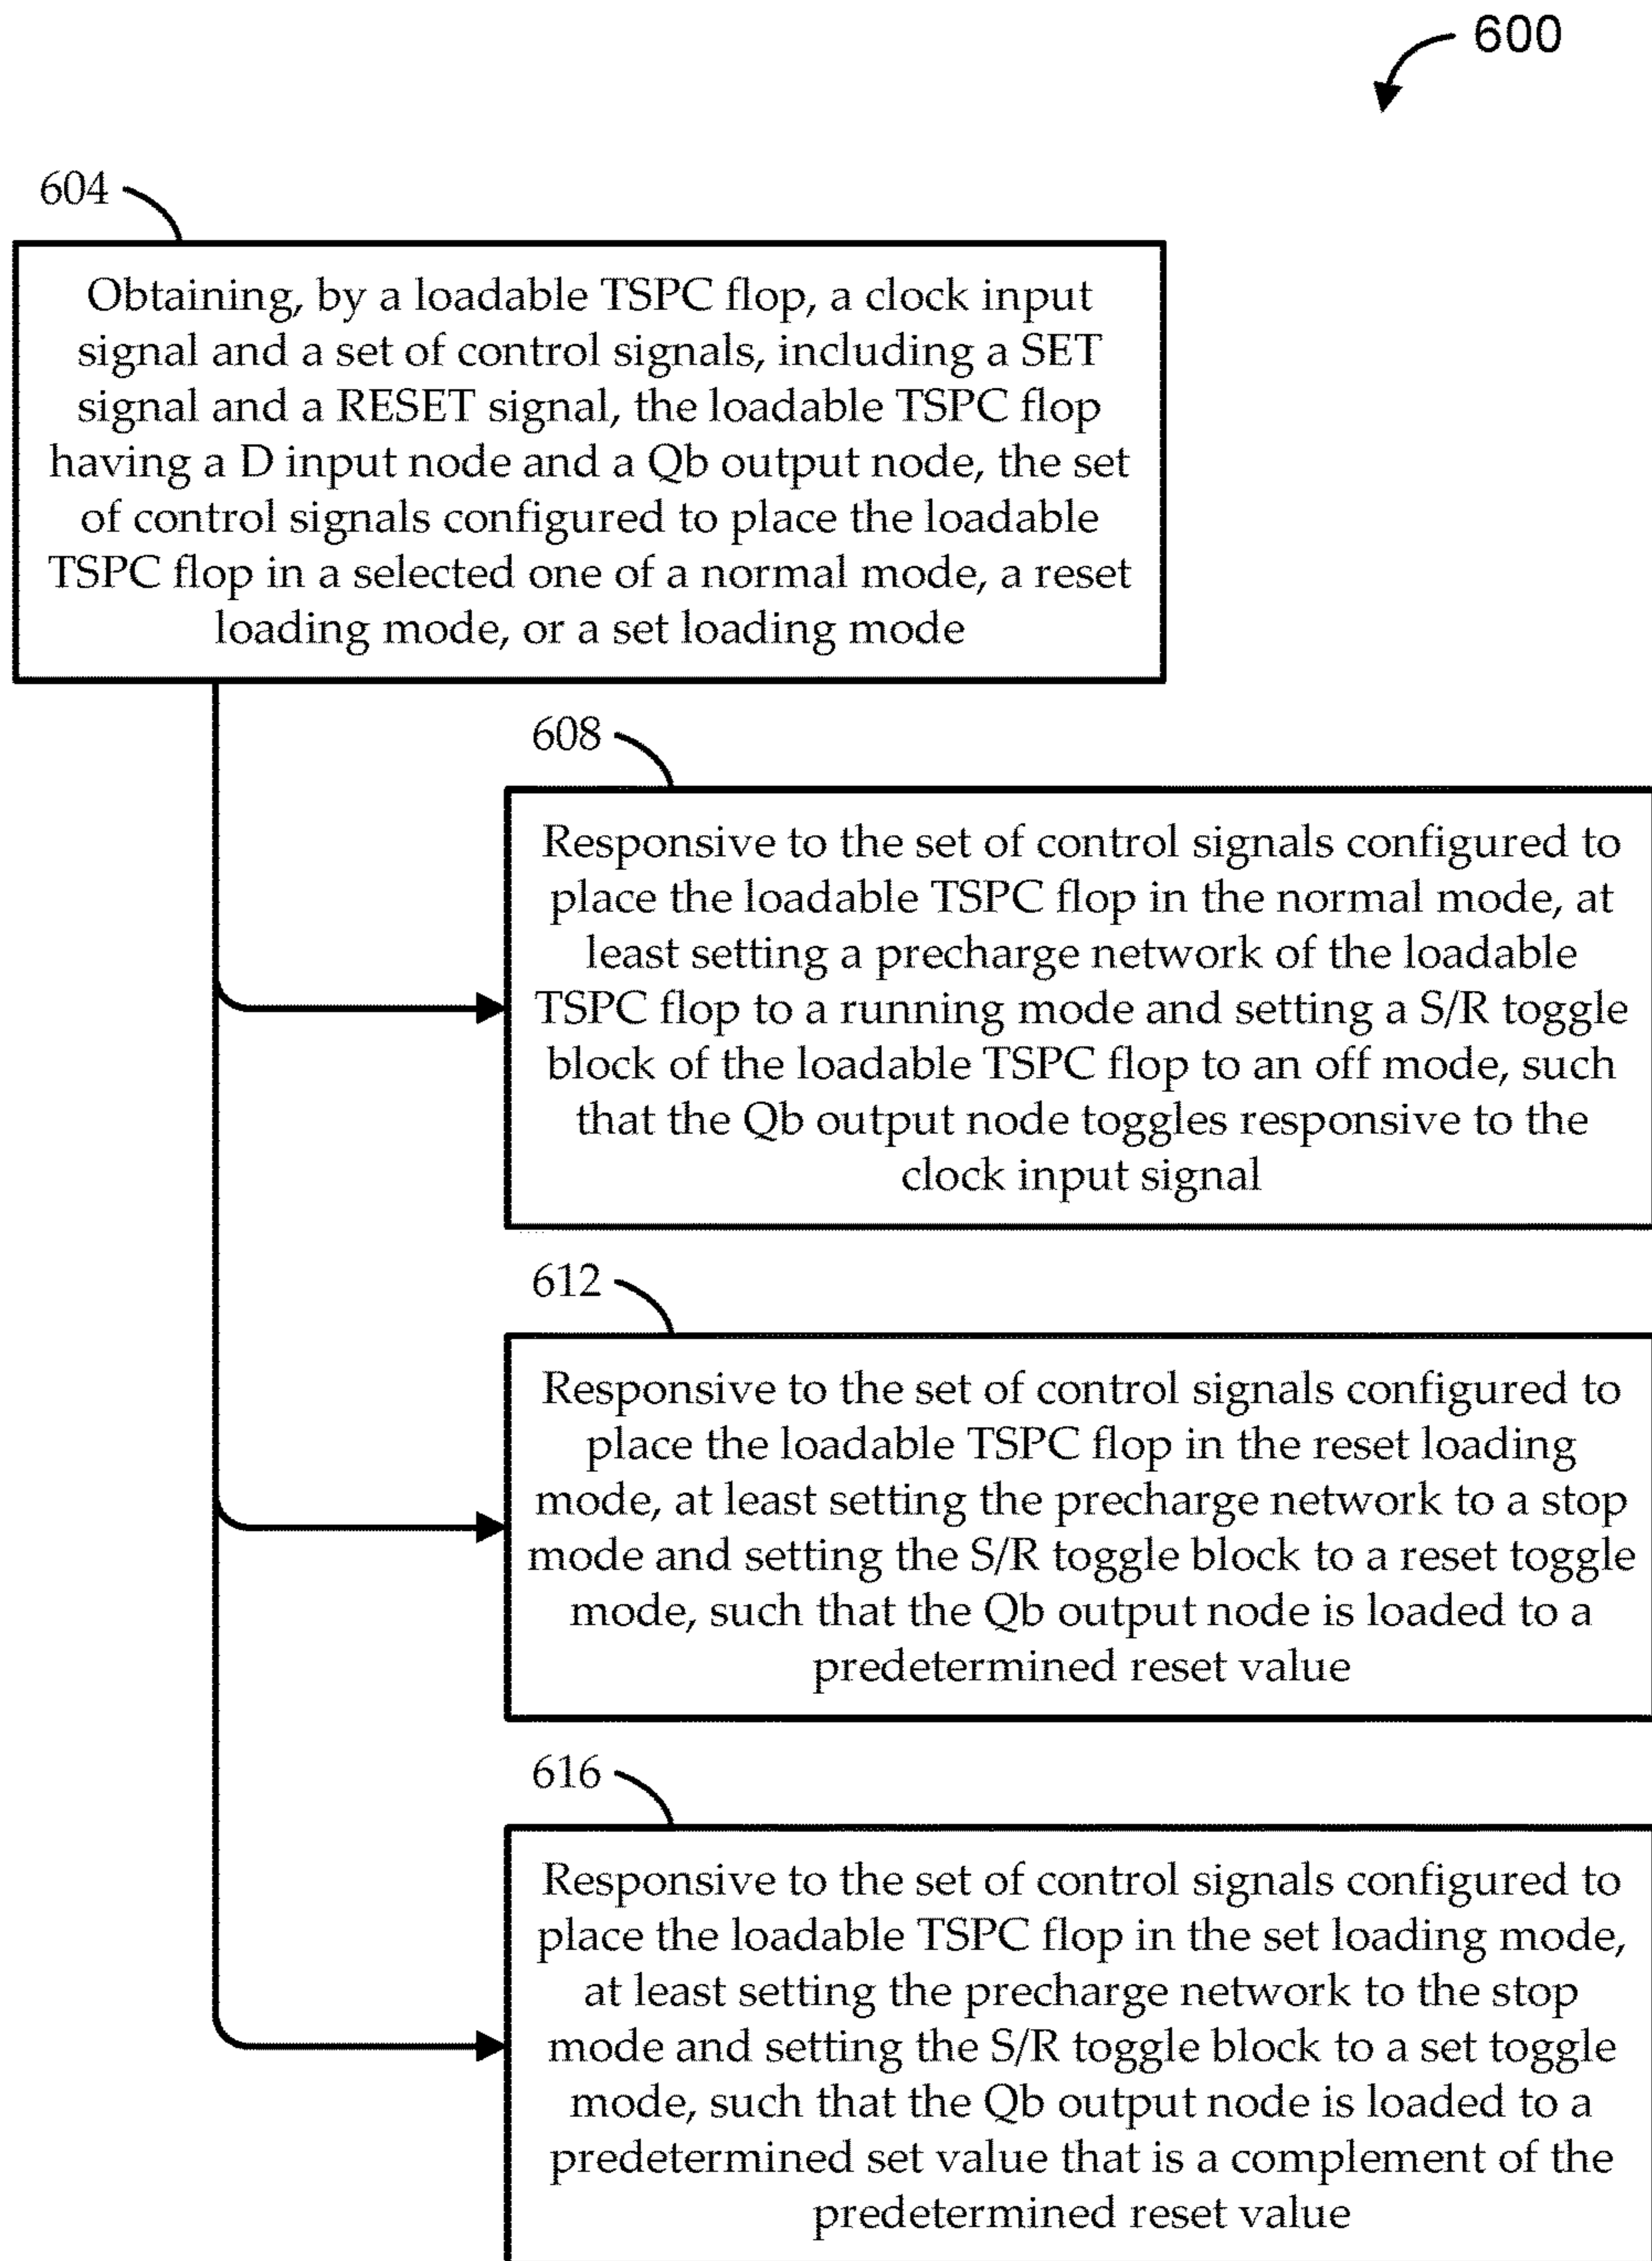 600
604
Obtaining, by a loadable TSPC flop, a clock input
signal and a set of control signals, including a SET
signal and a RESET signal, the loadable TSPC flop
having a D input node and a Qb output node, the set
of control signals configured to place the loadable
TSPC flop in a selected one of a normal mode, a reset
loading mode, or a set loading mode
608
Responsive to the set of control signals configured to
place the loadable TSPC flop in the normal mode, at
least setting a precharge network of the loadable
TSPC flop to a running mode and setting a S/R toggle
block of the loadable TSPC flop to an off mode, such
that the Qb output node toggles responsive to the
clock input signal
612
Responsive to the set of control signals configured to
place the loadable TSPC flop in the reset loading
mode, at least setting the precharge network to a stop
mode and setting the S/R toggle block to a reset toggle
mode, such that the Qb output node is loaded to a
predetermined reset value
616
Responsive to the set of control signals configured to
place the loadable TSPC flop in the set loading mode,
at least setting the precharge network to the stop
mode and setting the S/R toggle block to a set toggle
mode, such that the Qb output node is loaded to a
predetermined set value that is a complement of the
predetermined reset value